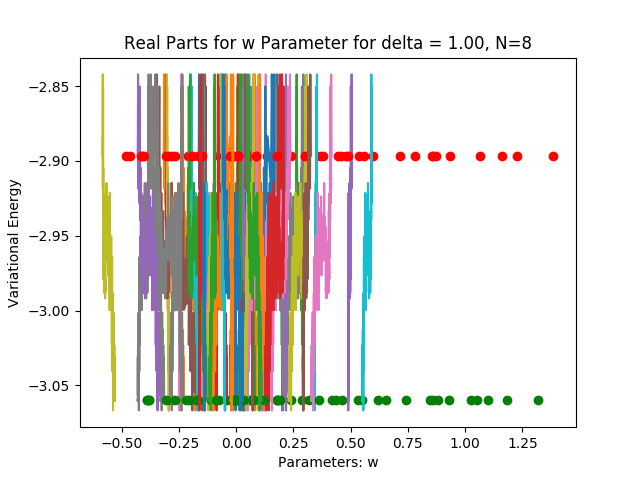 Real Parts for w Parameter for delta = 1.00, N=8
−2.85
−2.90
−2.95
−3.00
−3.05
Variational Energy
−0.50 −0.25 0.00 0.25 0.50 0.75 1.00 1.25
Parameters: w